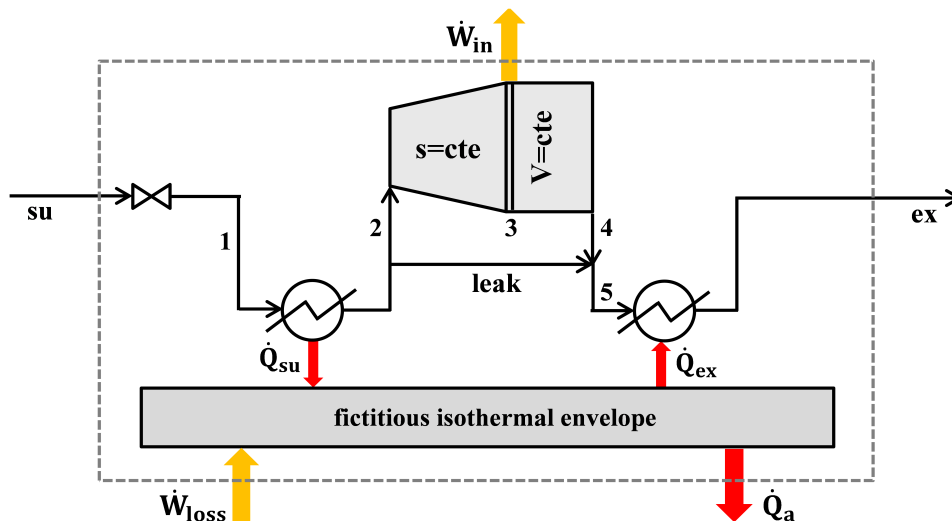 Ẇin
s=cte
V=cte
su
ex
1
2
3
4
leak
5
Q̇su
Q̇ex
fictitious isothermal envelope
Ẇloss
Q̇a